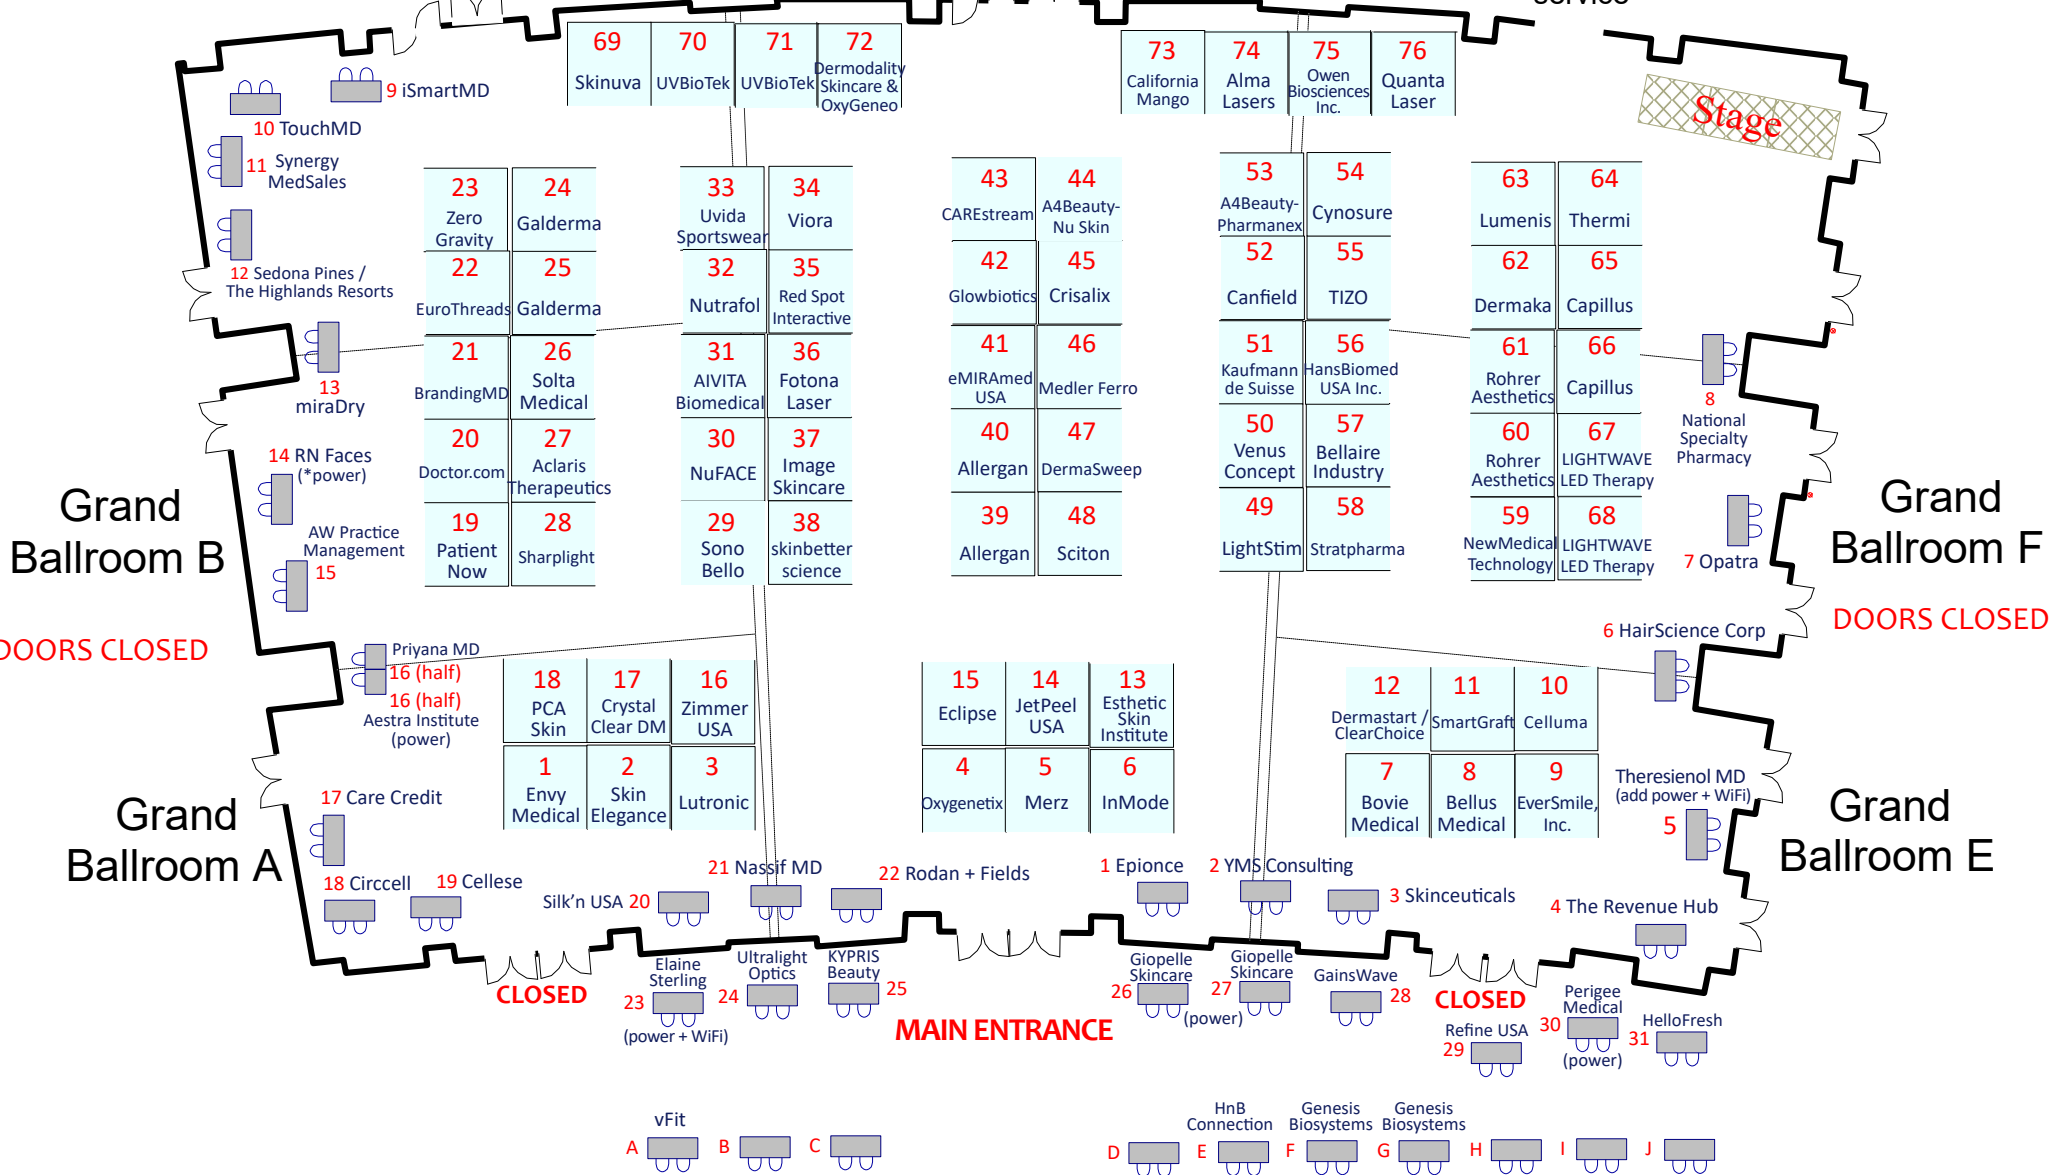 service
69
Skinuva
70
UVBioTek
71
UVBioTek
72
Dermodality
Skincare &
OxyGeneo
73
California
Mango
74
Alma
Lasers
75
Owen
Biosciences
Inc.
76
Quanta
Laser
Stage
9 iSmartMD
10 TouchMD
11 Synergy
MedSales
12 Sedona Pines /
The Highlands Resorts
13
miraDry
14 RN Faces
(*power)
AW Practice
Management
15
Priyana MD
16 (half)
16 (half)
Aestra Institute
(power)
17 Care Credit
18 Circcell
19 Cellese
Grand
Ballroom B
DOORS CLOSED
Grand
Ballroom A
23
Zero
Gravity
24
Galderma
22
EuroThreads
25
Galderma
21
BrandingMD
26
Solta
Medical
20
Doctor.com
27
Aclaris
Therapeutics
19
Patient
Now
28
Sharplight
33
Uvida
Sportswear
34
Viora
32
Nutrafol
35
Red Spot
Interactive
31
AIVITA
Biomedical
36
Fotona
Laser
30
NuFACE
37
Image
Skincare
29
Sono
Bello
38
skinbetter
science
43
CAREstream
44
A4Beauty-
Nu Skin
42
Glowbiotics
45
Crisalix
41
eMIRAmed
USA
46
Medler Ferro
40
Allergan
47
DermaSweep
39
Allergan
48
Sciton
53
A4Beauty-
Pharmanex
54
Cynosure
52
Canfield
55
TIZO
51
Kaufmann
de Suisse
56
HansBiomed
USA Inc.
50
Venus
Concept
57
Bellaire
Industry
49
LightStim
58
Stratpharma
63
Lumenis
64
Thermi
62
Dermaka
65
Capillus
61
Rohrer
Aesthetics
66
Capillus
60
Rohrer
Aesthetics
67
LIGHTWAVE
LED Therapy
59
NewMedical
Technology
68
LIGHTWAVE
LED Therapy
8
National
Specialty
Pharmacy
7 Opatra
6 HairScience Corp
Grand
Ballroom F
DOORS CLOSED
18
PCA
Skin
17
Crystal
Clear DM
16
Zimmer
USA
1
Envy
Medical
2
Skin
Elegance
3
Lutronic
15
Eclipse
14
JetPeel
USA
13
Esthetic
Skin
Institute
4
Oxygenetix
5
Merz
6
InMode
12
Dermastart /
ClearChoice
11
SmartGraft
10
Celluma
7
Bovie
Medical
8
Bellus
Medical
9
EverSmile,
Inc.
Theresienol MD
(add power + WiFi)
5
Grand
Ballroom E
Silk'n USA 20
21 Nassif MD
22 Rodan + Fields
1 Epionce
2 YMS Consulting
3 Skinceuticals
4 The Revenue Hub
CLOSED
Elaine
Sterling
23
(power + WiFi)
Ultralight
Optics
24
KYPRIS
Beauty
25
MAIN ENTRANCE
Giopelle
Skincare
26
Giopelle
Skincare
27
(power)
GainsWave
28
CLOSED
Refine USA
29
Perigee
Medical
30
(power)
HelloFresh
31
vFit
A
B
C
D
HnB
Connection
E
Genesis
Biosystems
F
Genesis
Biosystems
G
H
I
J